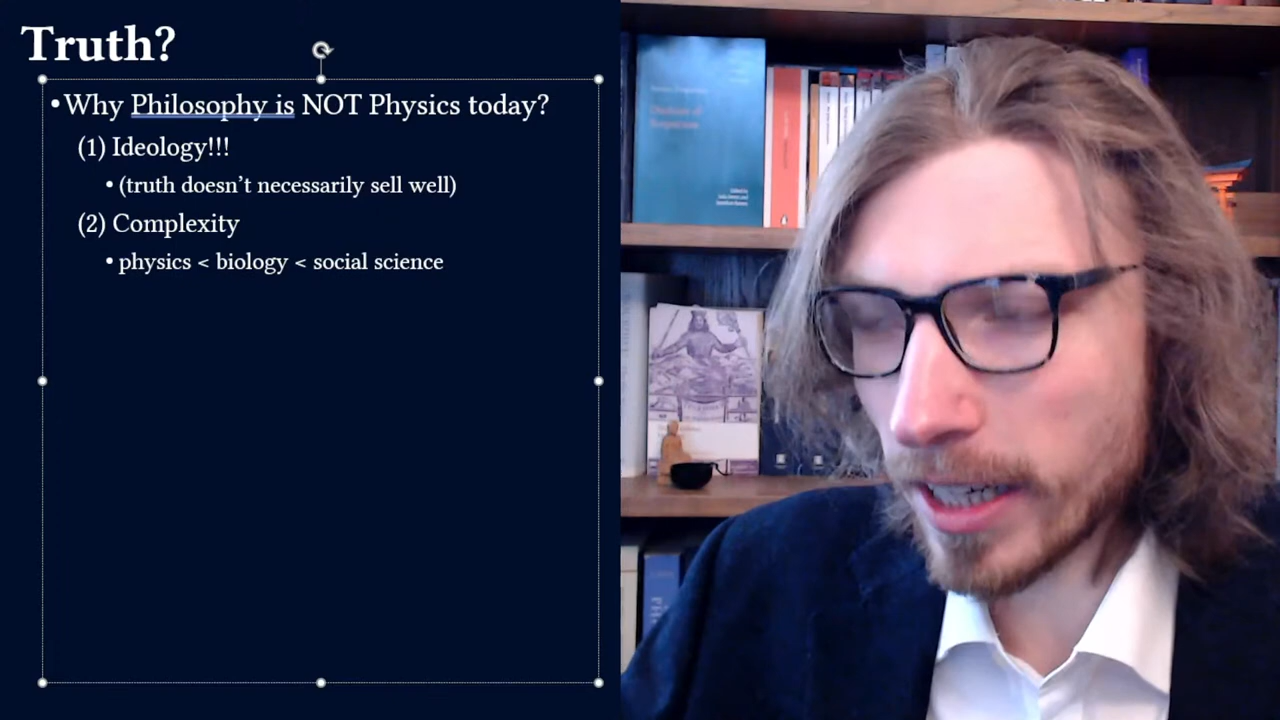 Truth?
•Why Philosophy is NOT Physics today?
(1) Ideology!!!
• (truth doesn't necessarily sell well)
(2) Complexity
• physics < biology < social science